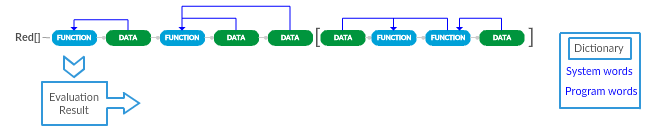 Red[] FUNCTION DATA FUNCTION DATA DATA [ DATA FUNCTION FUNCTION DATA ]
Dictionary
System words
Program words
Evaluation
Result